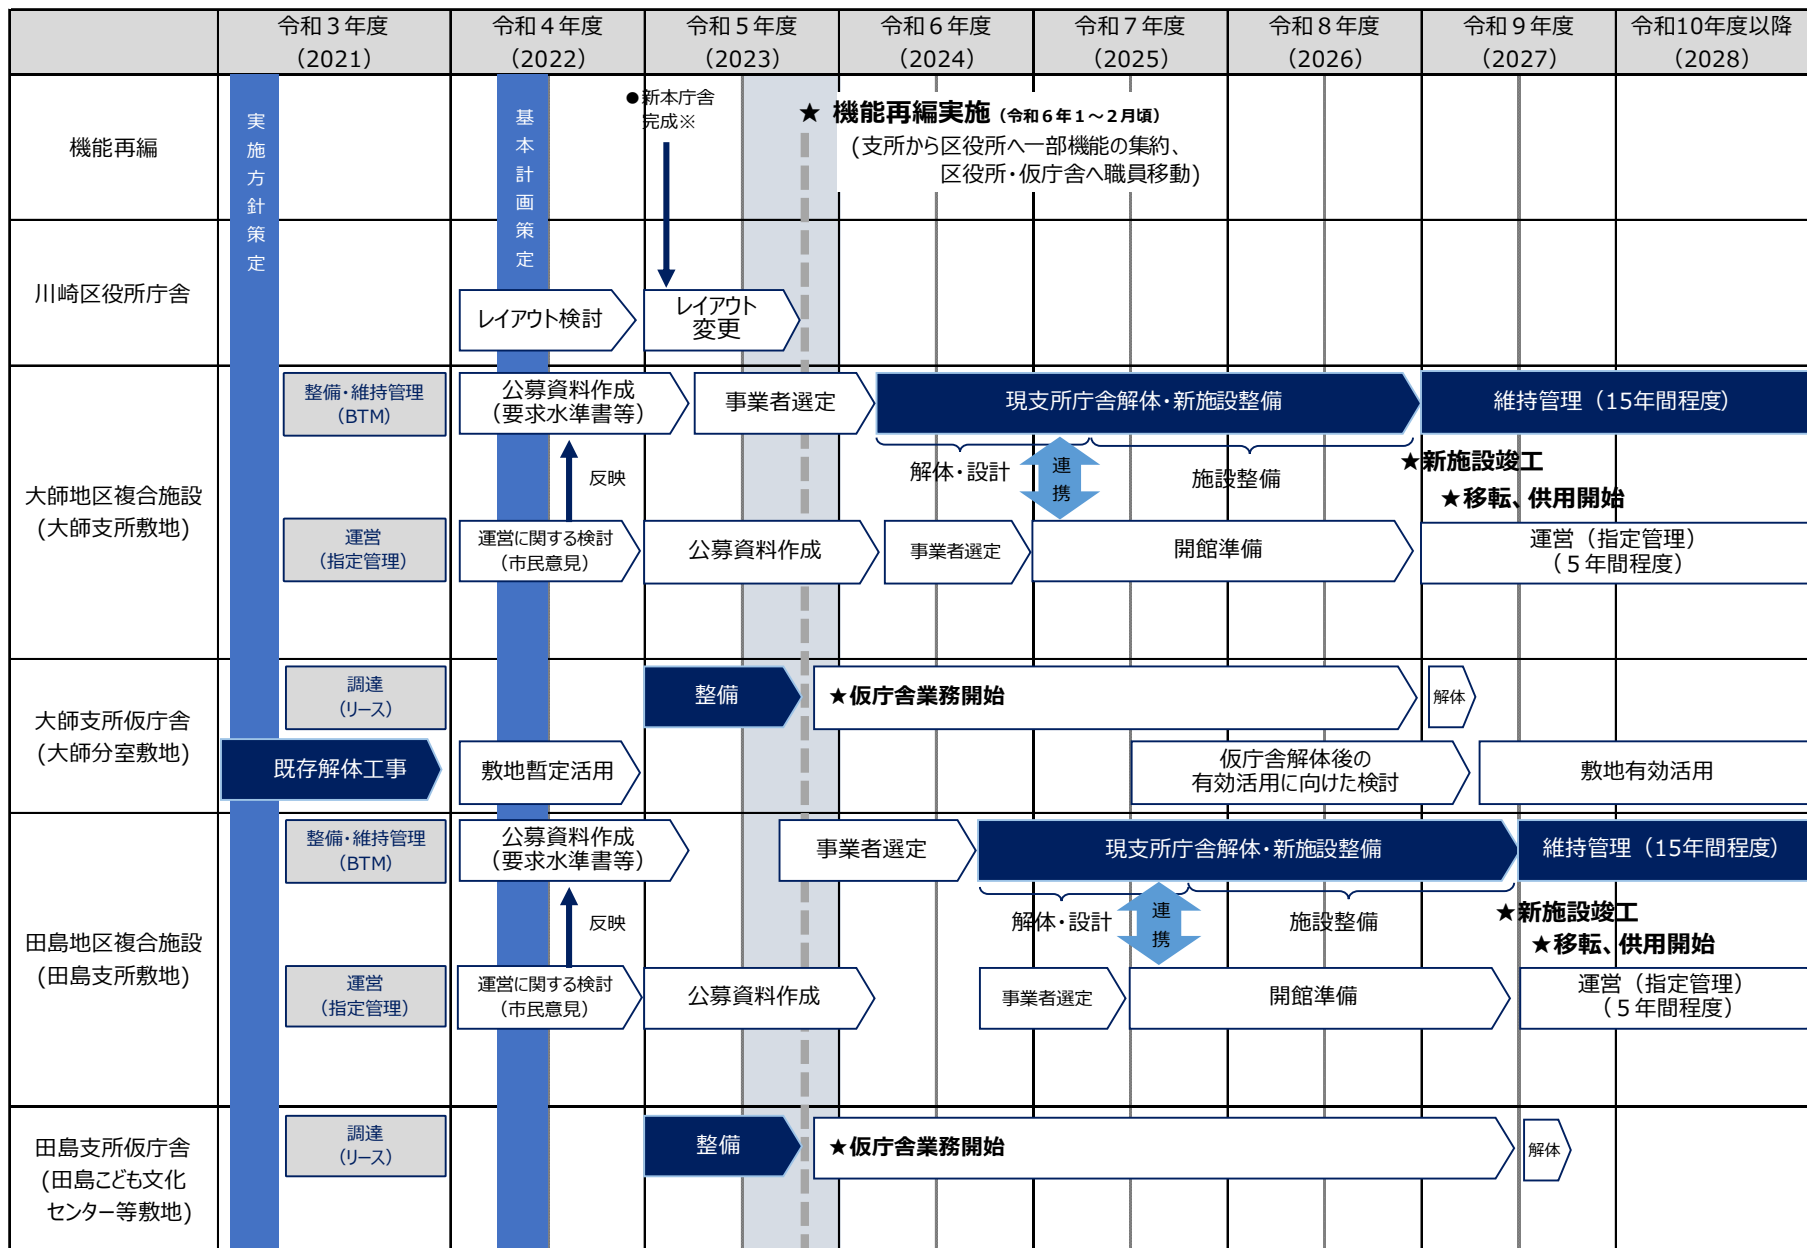 令和３年度
（2021）
令和４年度
（2022）
令和５年度
（2023）
令和６年度
（2024）
令和７年度
（2025）
令和８年度
（2026）
令和９年度
（2027）
令和10年度以降
（2028）
実施方針策定
基本計画策定
機能再編
●新本庁舎
完成※
★ 機能再編実施（令和６年１～２月頃）
(支所から区役所へ一部機能の集約、
区役所・仮庁舎へ職員移動)
川崎区役所庁舎
レイアウト検討
レイアウト
変更
大師地区複合施設
(大師支所敷地)
整備・維持管理
（BTM）
公募資料作成
（要求水準書等）
事業者選定
現支所庁舎解体・新施設整備
維持管理（15年間程度）
反映
解体・設計
連携
施設整備
★新施設竣工
★移転、供用開始
運営
（指定管理）
運営に関する検討
（市民意見）
公募資料作成
事業者選定
開館準備
運営（指定管理）
（５年間程度）
大師支所仮庁舎
(大師分室敷地)
調達
（リース）
整備
★仮庁舎業務開始
解体
既存解体工事
敷地暫定活用
仮庁舎解体後の
有効活用に向けた検討
敷地有効活用
田島地区複合施設
(田島支所敷地)
整備・維持管理
（BTM）
公募資料作成
（要求水準書等）
事業者選定
現支所庁舎解体・新施設整備
維持管理（15年間程度）
反映
解体・設計
連携
施設整備
★新施設竣工
★移転、供用開始
運営
（指定管理）
運営に関する検討
（市民意見）
公募資料作成
事業者選定
開館準備
運営（指定管理）
（５年間程度）
田島支所仮庁舎
(田島こども文化
センター等敷地)
調達
（リース）
整備
★仮庁舎業務開始
解体